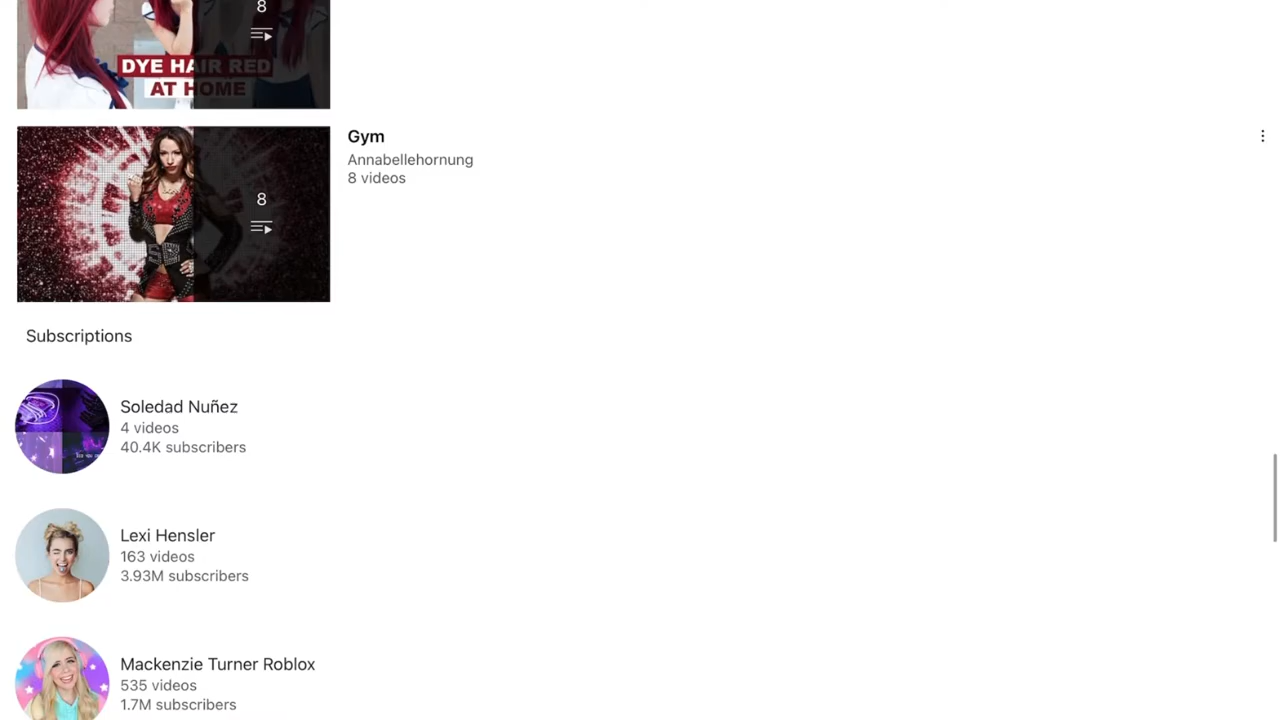 8
DYE HAIR RED
AT HOME
Gym
Annabellehornung
8 videos
8
Subscriptions
Soledad Nuñez
4 videos
40.4K subscribers
Lexi Hensler
163 videos
3.93M subscribers
Mackenzie Turner Roblox
535 videos
1.7M subscribers